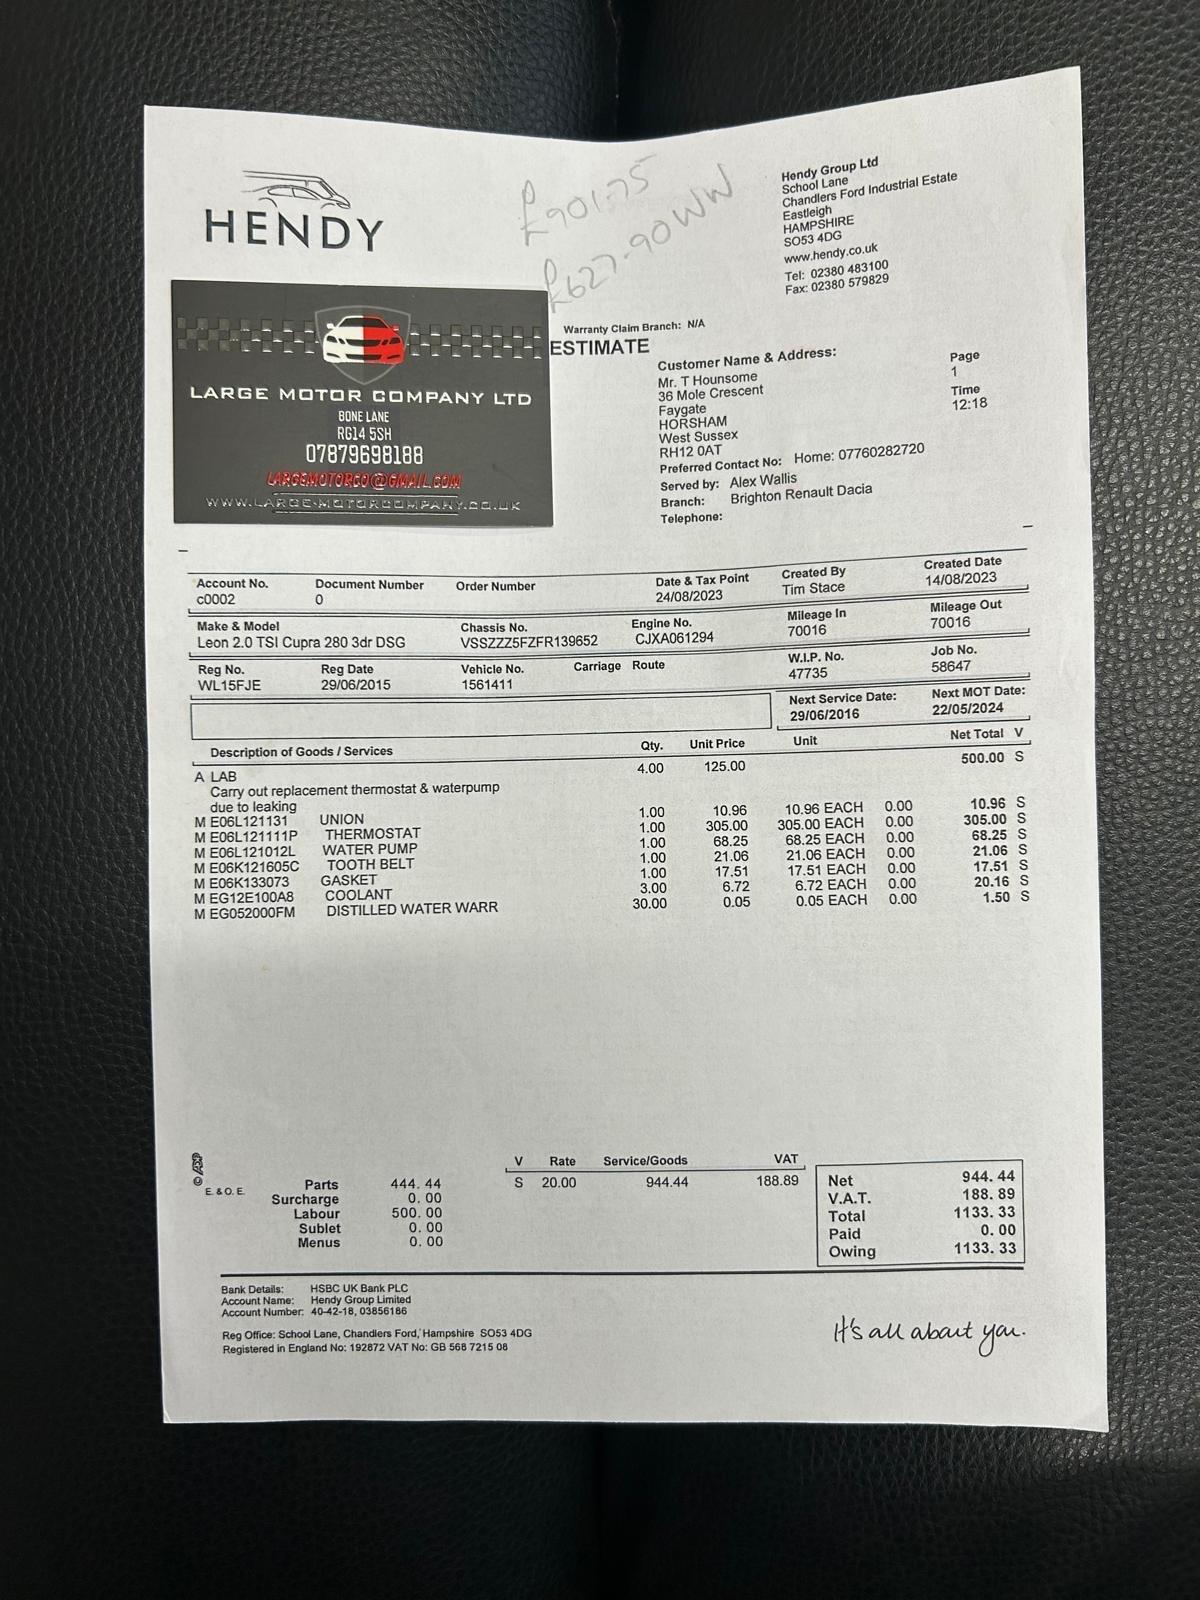 HENDY
£901.75
£627-90 WW
Hendy Group Ltd
School Lane
Chandlers Ford Industrial Estate
Eastleigh
HAMPSHIRE
SO53 4DG
www.hendy.co.uk
Tel: 02380 483100
Fax: 02380 579829
LARGE MOTOR COMPANY LTD
BONE LANE
RG14 5SH
07879698188
LARGEMOTORCO@GMAIL.COM
WWW.LARGE-MOTORCOMPANY.CO.UK
Warranty Claim Branch: N/A
ESTIMATE
Customer Name & Address:
Mr. T Hounsome
36 Mole Crescent
Faygate
HORSHAM
West Sussex
RH12 0AT
Page
1
Time
12:18
Preferred Contact No: Home: 07760282720
Served by: Alex Wallis
Branch: Brighton Renault Dacia
Telephone:
Account No. Document Number Order Number Date & Tax Point Created By Created Date
c0002 0 24/08/2023 Tim Stace 14/08/2023
Make & Model Chassis No. Engine No. Mileage In Mileage Out
Leon 2.0 TSI Cupra 280 3dr DSG VSSZZZ5FZFR139652 CJXA061294 70016 70016
Reg No. Reg Date Vehicle No. Carriage Route W.I.P. No. Job No.
WL15FJE 29/06/2015 1561411 47735 58647
Next Service Date: Next MOT Date:
29/06/2016 22/05/2024
Description of Goods / Services Qty. Unit Price Unit Net Total V
A LAB 4.00 125.00 500.00 S
Carry out replacement thermostat & waterpump
due to leaking
M E06L121131 UNION 1.00 10.96 10.96 EACH 0.00 10.96 S
M E06L121111P THERMOSTAT 1.00 305.00 305.00 EACH 0.00 305.00 S
M E06L121012L WATER PUMP 1.00 68.25 68.25 EACH 0.00 68.25 S
M E06K121605C TOOTH BELT 1.00 21.06 21.06 EACH 0.00 21.06 S
M E06K133073 GASKET 1.00 17.51 17.51 EACH 0.00 17.51 S
M EG12E100A8 COOLANT 3.00 6.72 6.72 EACH 0.00 20.16 S
M EG052000FM DISTILLED WATER WARR 30.00 0.05 0.05 EACH 0.00 1.50 S
© ADP
E. & O. E.
Parts 444.44
Surcharge 0.00
Labour 500.00
Sublet 0.00
Menus 0.00
V Rate Service/Goods VAT
S 20.00 944.44 188.89
Net 944.44
V.A.T. 188.89
Total 1133.33
Paid 0.00
Owing 1133.33
Bank Details: HSBC UK Bank PLC
Account Name: Hendy Group Limited
Account Number: 40-42-18, 03856186
Reg Office: School Lane, Chandlers Ford, Hampshire SO53 4DG
Registered in England No: 192872 VAT No: GB 568 7215 08
It's all about you.